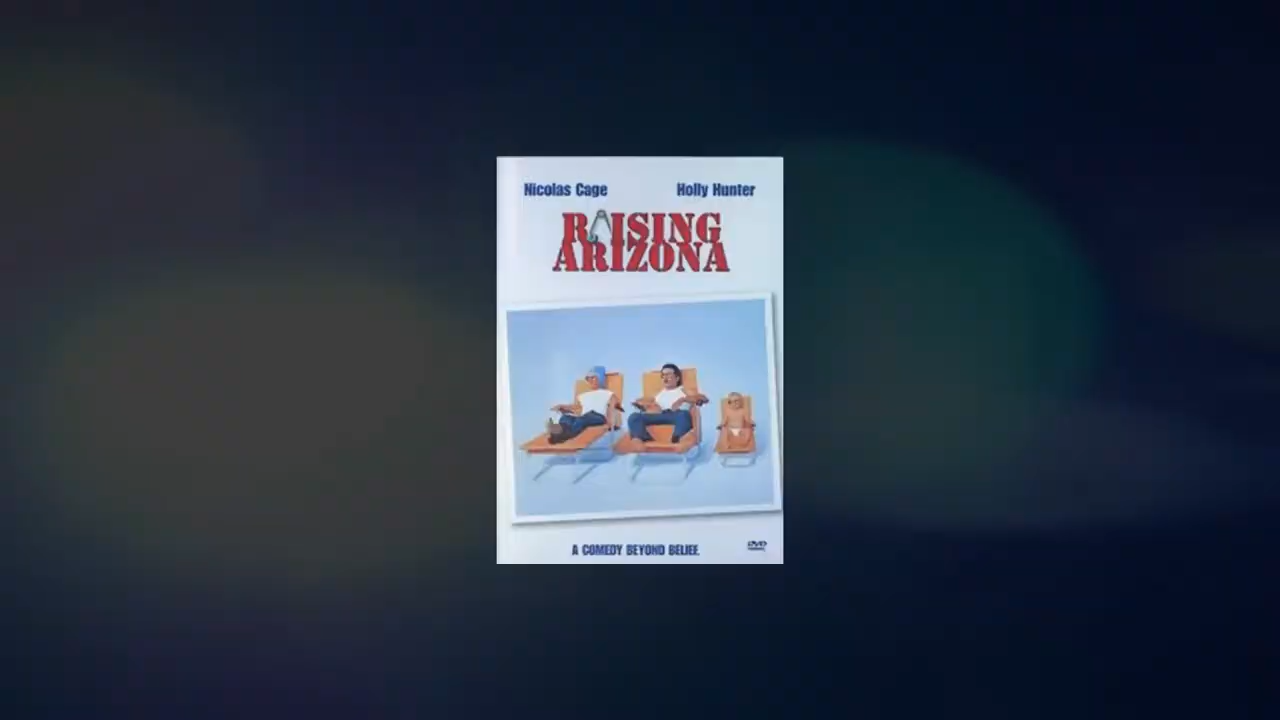 Nicolas Cage Holly Hunter
RAISING
ARIZONA
A COMEDY BEYOND BELIEF.
DVD